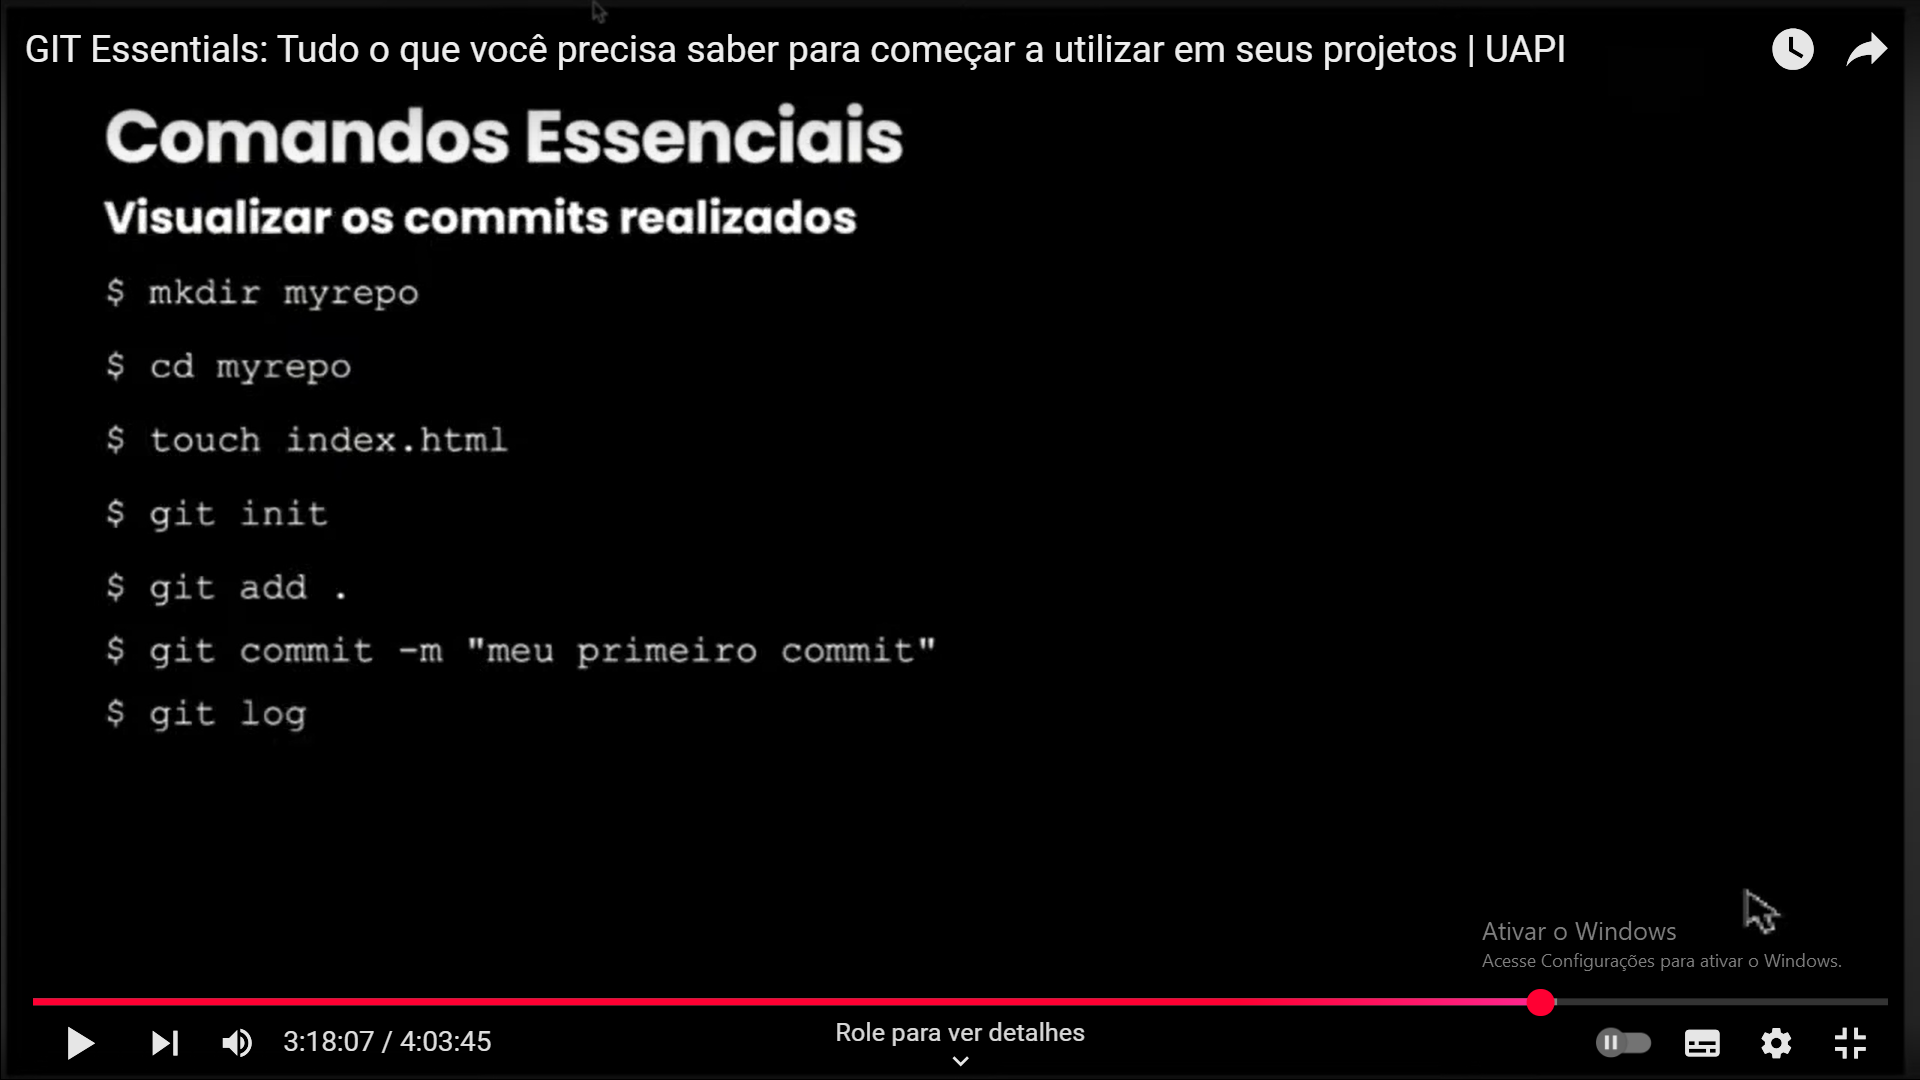 GIT Essentials: Tudo o que você precisa saber para começar a utilizar em seus projetos | UAPI
Comandos Essenciais
Visualizar os commits realizados
$ mkdir myrepo
$ cd myrepo
$ touch index.html
$ git init
$ git add .
$ git commit -m "meu primeiro commit"
$ git log
Ativar o Windows
Acesse Configurações para ativar o Windows.
3:18:07 / 4:03:45
Role para ver detalhes